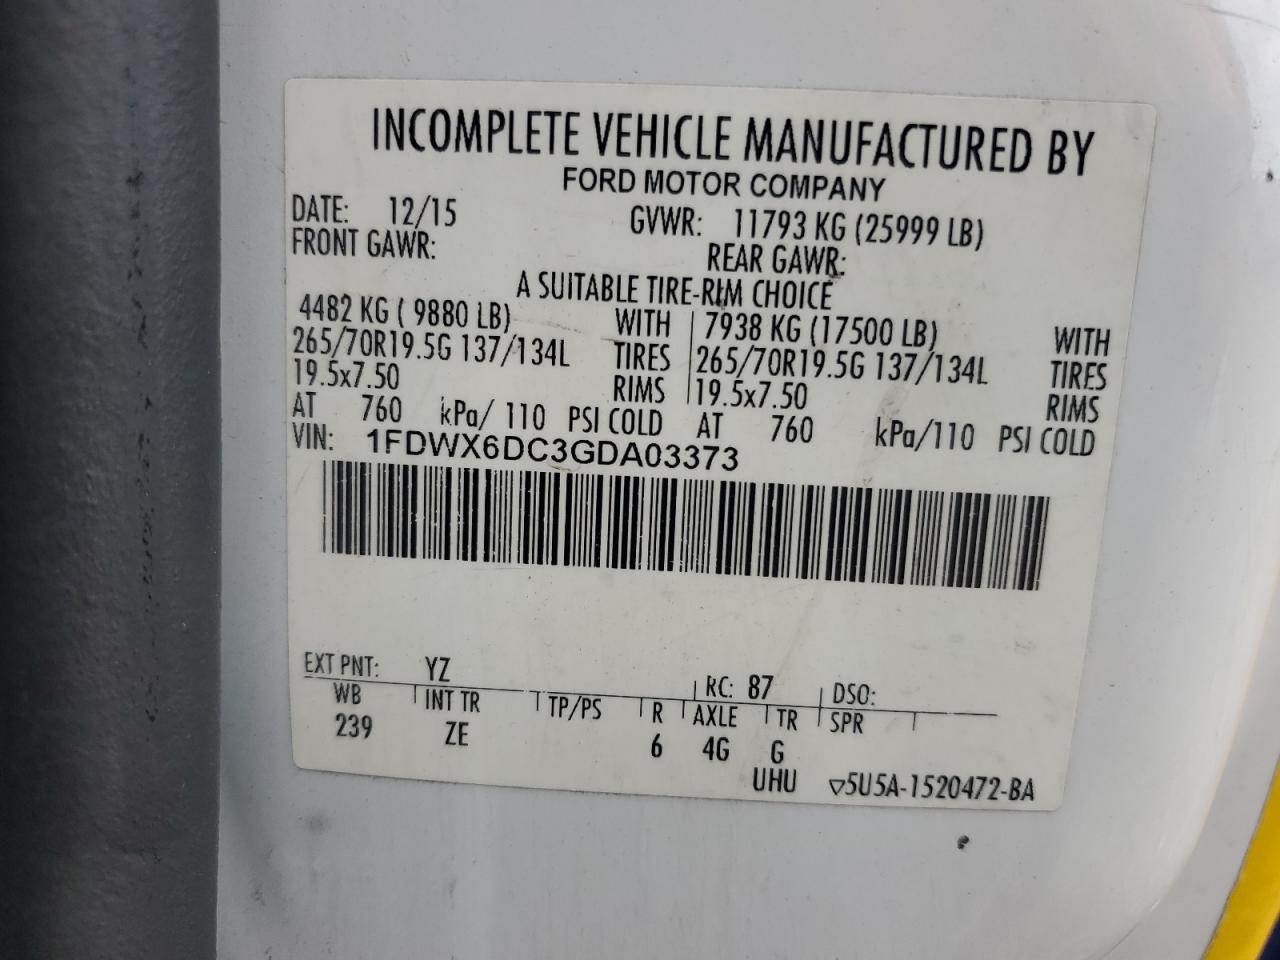 INCOMPLETE VEHICLE MANUFACTURED BY
FORD MOTOR COMPANY
DATE: 12/15 GVWR: 11793 KG (25999 LB)
FRONT GAWR: REAR GAWR:
A SUITABLE TIRE-RIM CHOICE
4482 KG ( 9880 LB) WITH 7938 KG (17500 LB) WITH
265/70R19.5G 137/134L TIRES 265/70R19.5G 137/134L TIRES
19.5x7.50 RIMS 19.5x7.50 RIMS
AT 760 kPa/ 110 PSI COLD AT 760 kPa/110 PSI COLD
VIN: 1FDWX6DC3GDA03373
EXT PNT: YZ RC: 87 DSO:
WB INT TR TP/PS R AXLE TR SPR
239 ZE 6 4G G
UHU ▽5U5A-1520472-BA